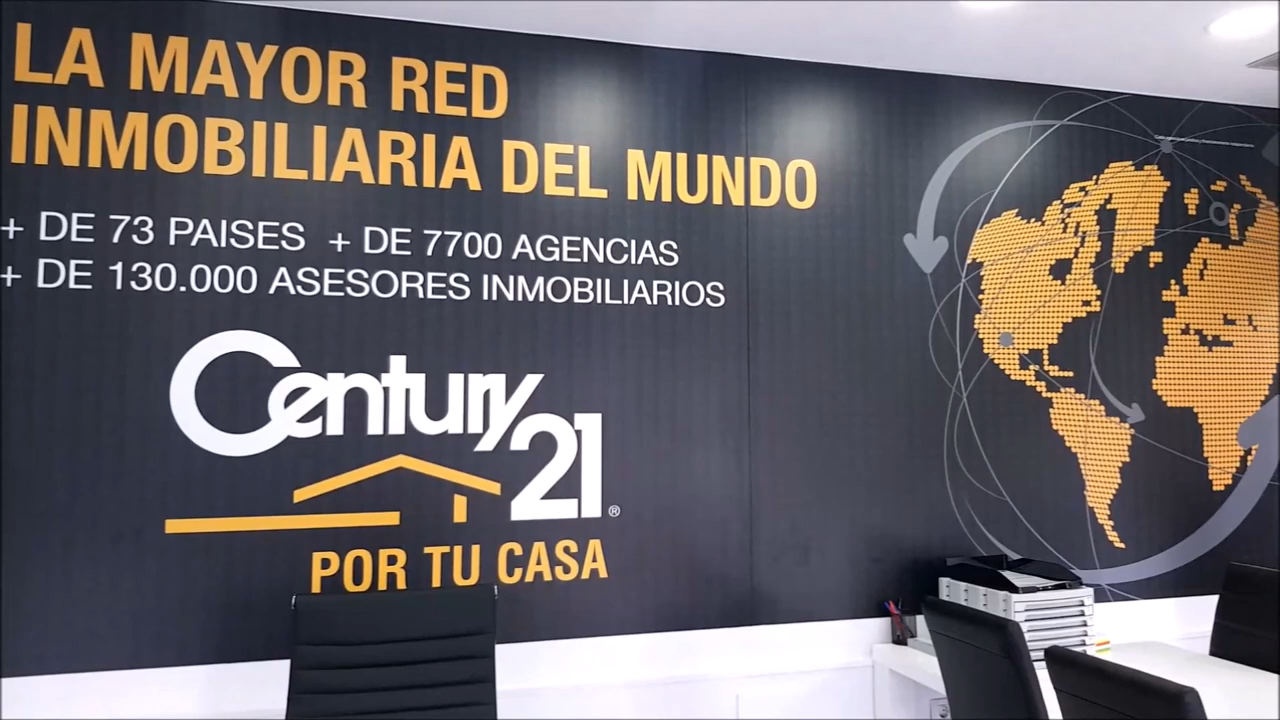 LA MAYOR RED
INMOBILIARIA DEL MUNDO
+ DE 73 PAISES + DE 7700 AGENCIAS
+ DE 130.000 ASESORES INMOBILIARIOS
Century
21®
POR TU CASA